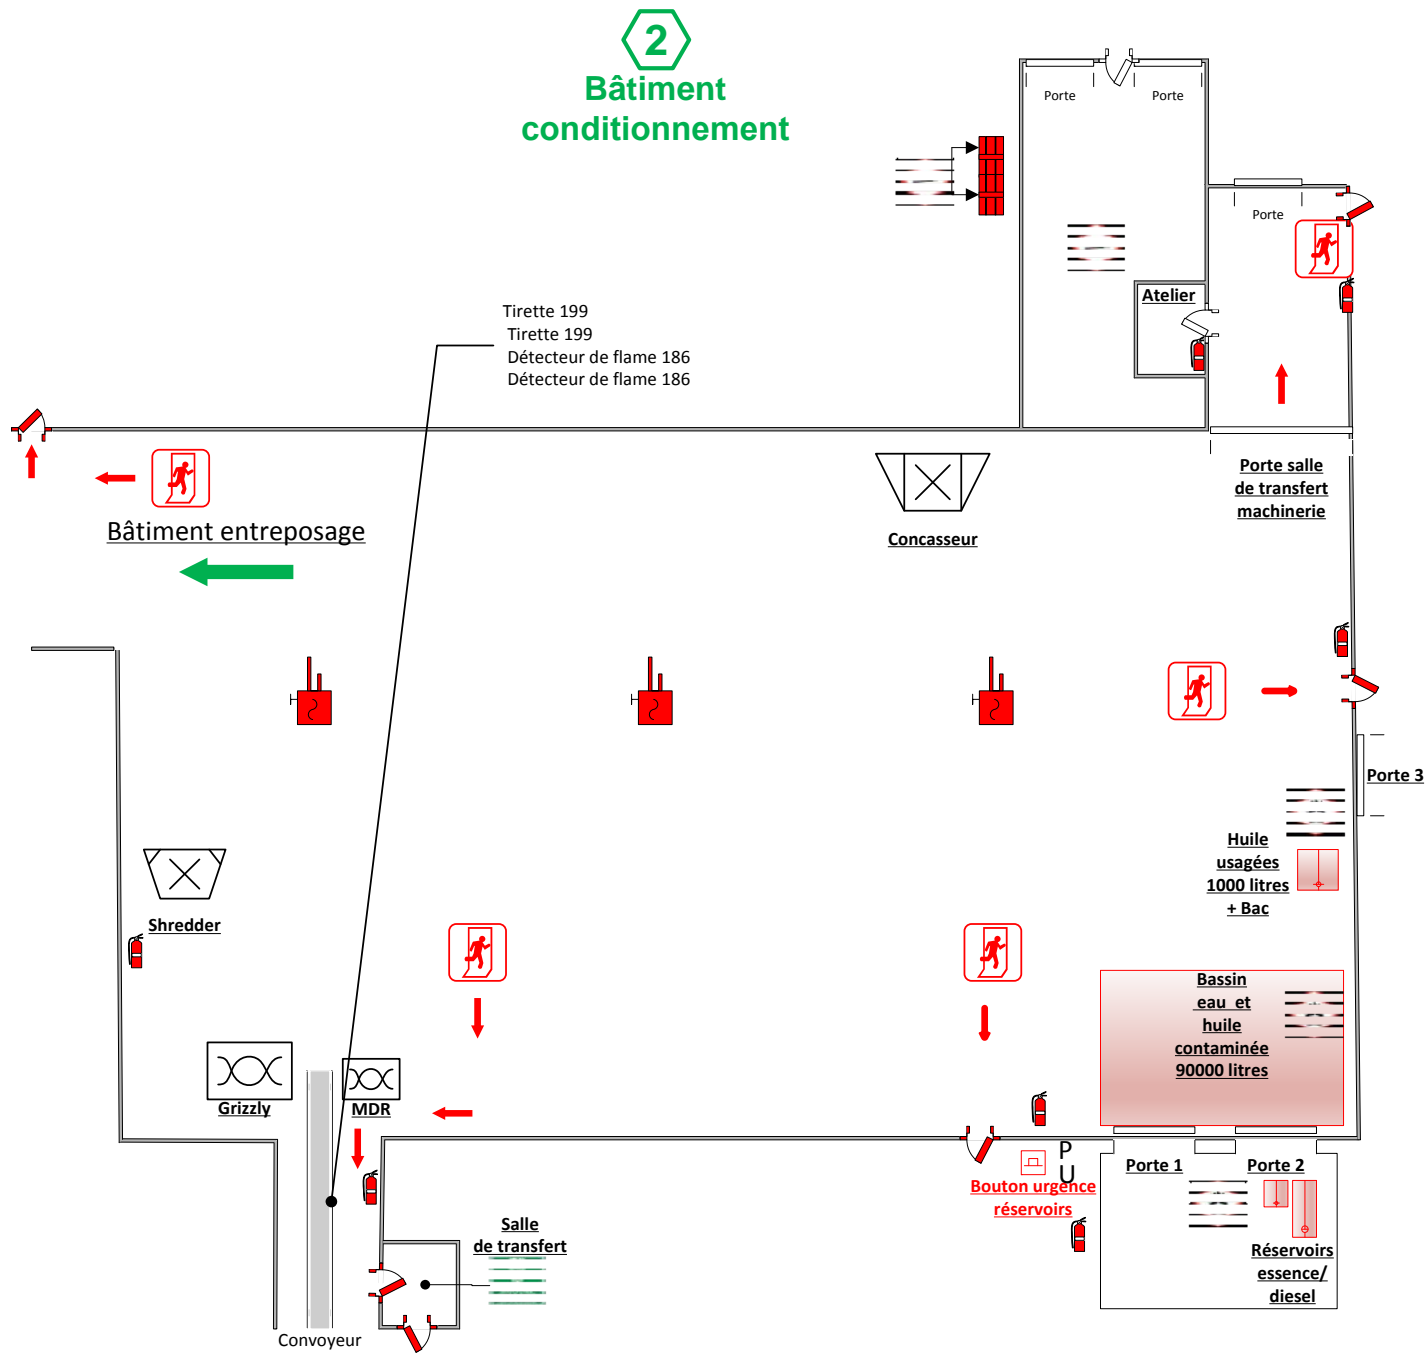 2
Bâtiment
conditionnement
Porte
Porte
Porte
Atelier
Tirette 199
Tirette 199
Détecteur de flame 186
Détecteur de flame 186
Bâtiment entreposage
Concasseur
Porte salle
de transfert
machinerie
Porte 3
Huile
usagées
1000 litres
+ Bac
Shredder
Bassin
eau et
huile
contaminée
90000 litres
Grizzly
MDR
P
U
Porte 1
Porte 2
Bouton urgence
réservoirs
Salle
de transfert
Réservoirs
essence/
diesel
Convoyeur